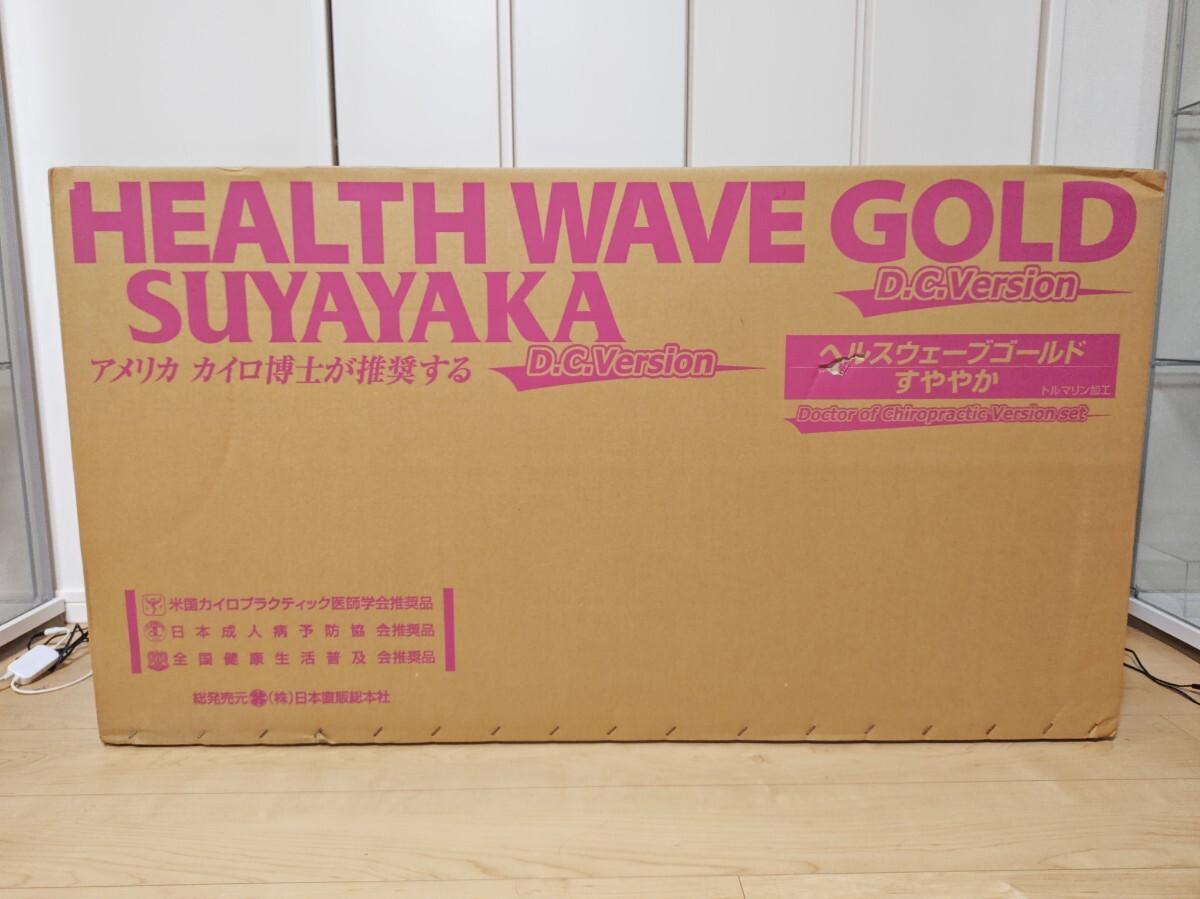 HEALTH WAVE GOLD
D.C.Version
SUYAYAKA
D.C.Version
アメリカ カイロ博士が推奨する
ヘルスウェーブゴールド
すややか
トルマリン加工
Doctor of Chiropractic Version set
米国カイロプラクティック医師学会推奨品
日本成人病予防協会推奨品
全国健康生活普及会推奨品
総発売元 (株)日本直販総本社